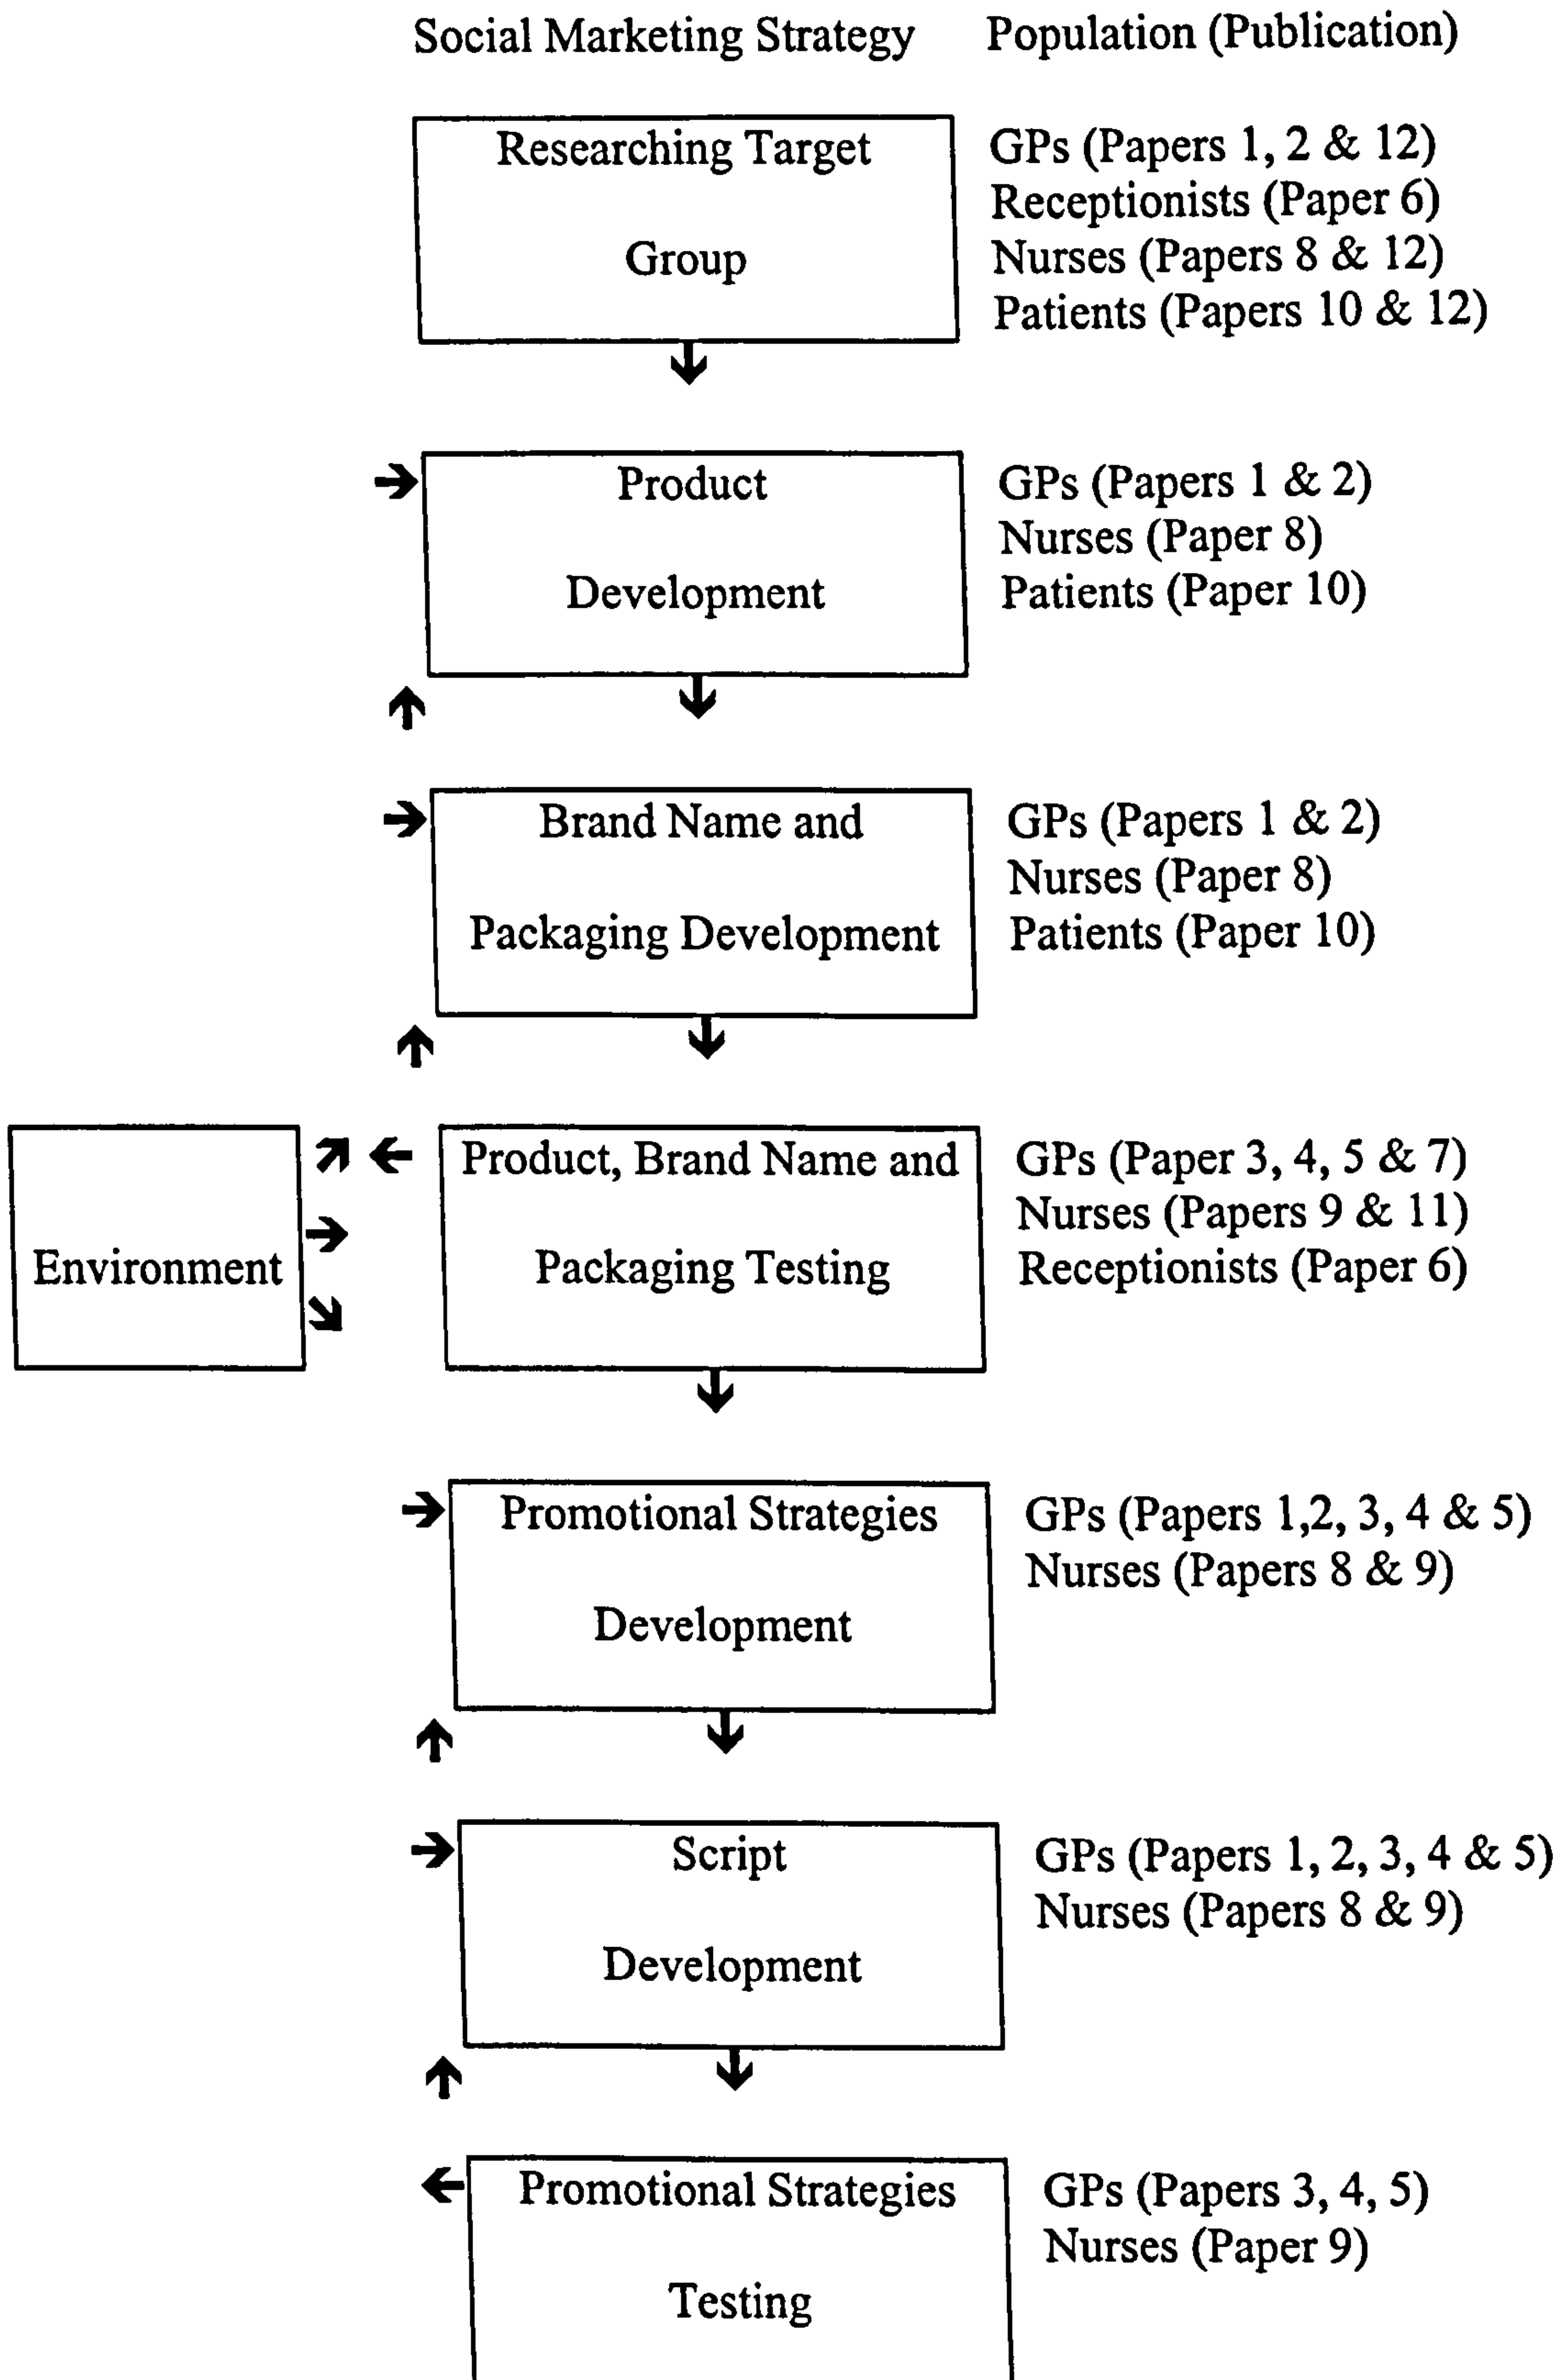 Social Marketing Strategy Population (Publication)
Researching Target
Group
GPs (Papers 1, 2 & 12)
Receptionists (Paper 6)
Nurses (Papers 8 & 12)
Patients (Papers 10 & 12)
Product
Development
GPs (Papers 1 & 2)
Nurses (Paper 8)
Patients (Paper 10)
Brand Name and
Packaging Development
GPs (Papers 1 & 2)
Nurses (Paper 8)
Patients (Paper 10)
Environment
Product, Brand Name and
Packaging Testing
GPs (Paper 3, 4, 5 & 7)
Nurses (Papers 9 & 11)
Receptionists (Paper 6)
Promotional Strategies
Development
GPs (Papers 1,2, 3, 4 & 5)
Nurses (Papers 8 & 9)
Script
Development
GPs (Papers 1, 2, 3, 4 & 5)
Nurses (Papers 8 & 9)
Promotional Strategies
Testing
GPs (Papers 3, 4, 5)
Nurses (Paper 9)